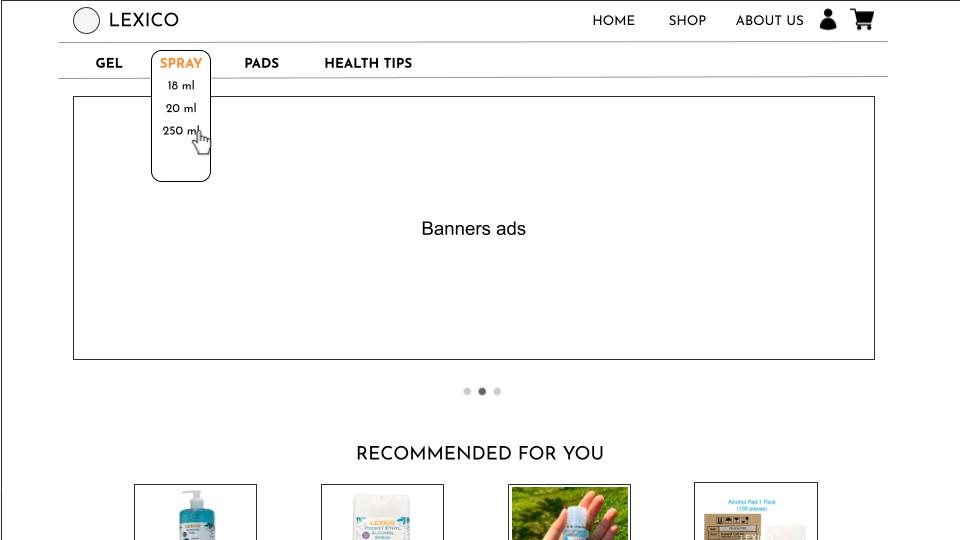 LEXICO
HOME SHOP ABOUT US
GEL SPRAY PADS HEALTH TIPS
18 ml
20 ml
250 ml
Banners ads
RECOMMENDED FOR YOU
LEXICO
LEXICO
POCKET ETHYL
ALCOHOL
SPRAY
Alcohol Pad 1 Pack
(100 pieces)